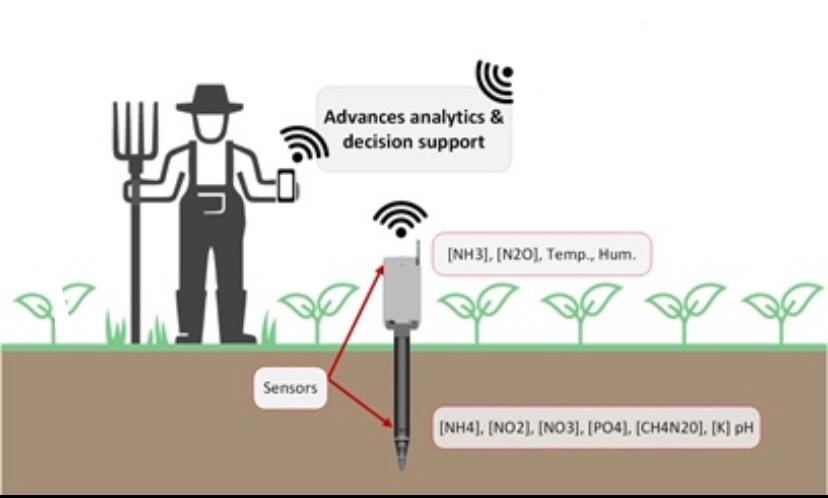 Advances analytics &
decision support
[NH3], [N2O], Temp., Hum.
Sensors
[NH4], [NO2], [NO3], [PO4], [CH4N20], [K] pH